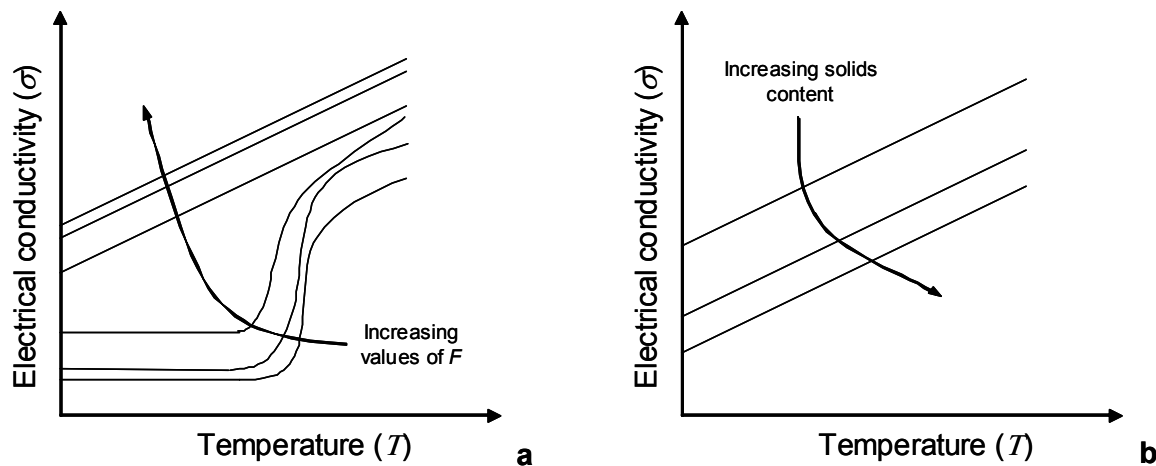 Electrical conductivity (σ)
Increasing
values of F
Temperature (T)
a
Electrical conductivity (σ)
Increasing solids
content
Temperature (T)
b